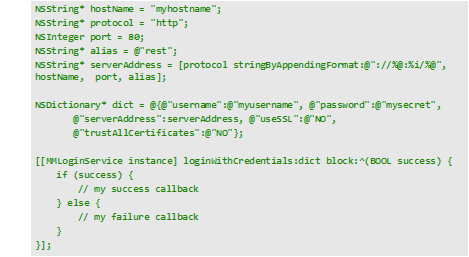 NSString* hostName = "myhostname";
NSString* protocol = "http";
NSInteger port = 80;
NSString* alias = @"rest";
NSString* serverAddress = [protocol stringByAppendingFormat:@"://%@:%i/%@",
hostName, port, alias];
NSDictionary* dict = @{@"username":@"myusername", @"password":@"mysecret",
@"serverAddress":serverAddress, @"useSSL":@"NO",
@"trustAllCertificates":@"NO"};
[[MMLoginService instance] loginWithCredentials:dict block:^(BOOL success) {
if (success) {
// my success callback
} else {
// my failure callback
}
}];